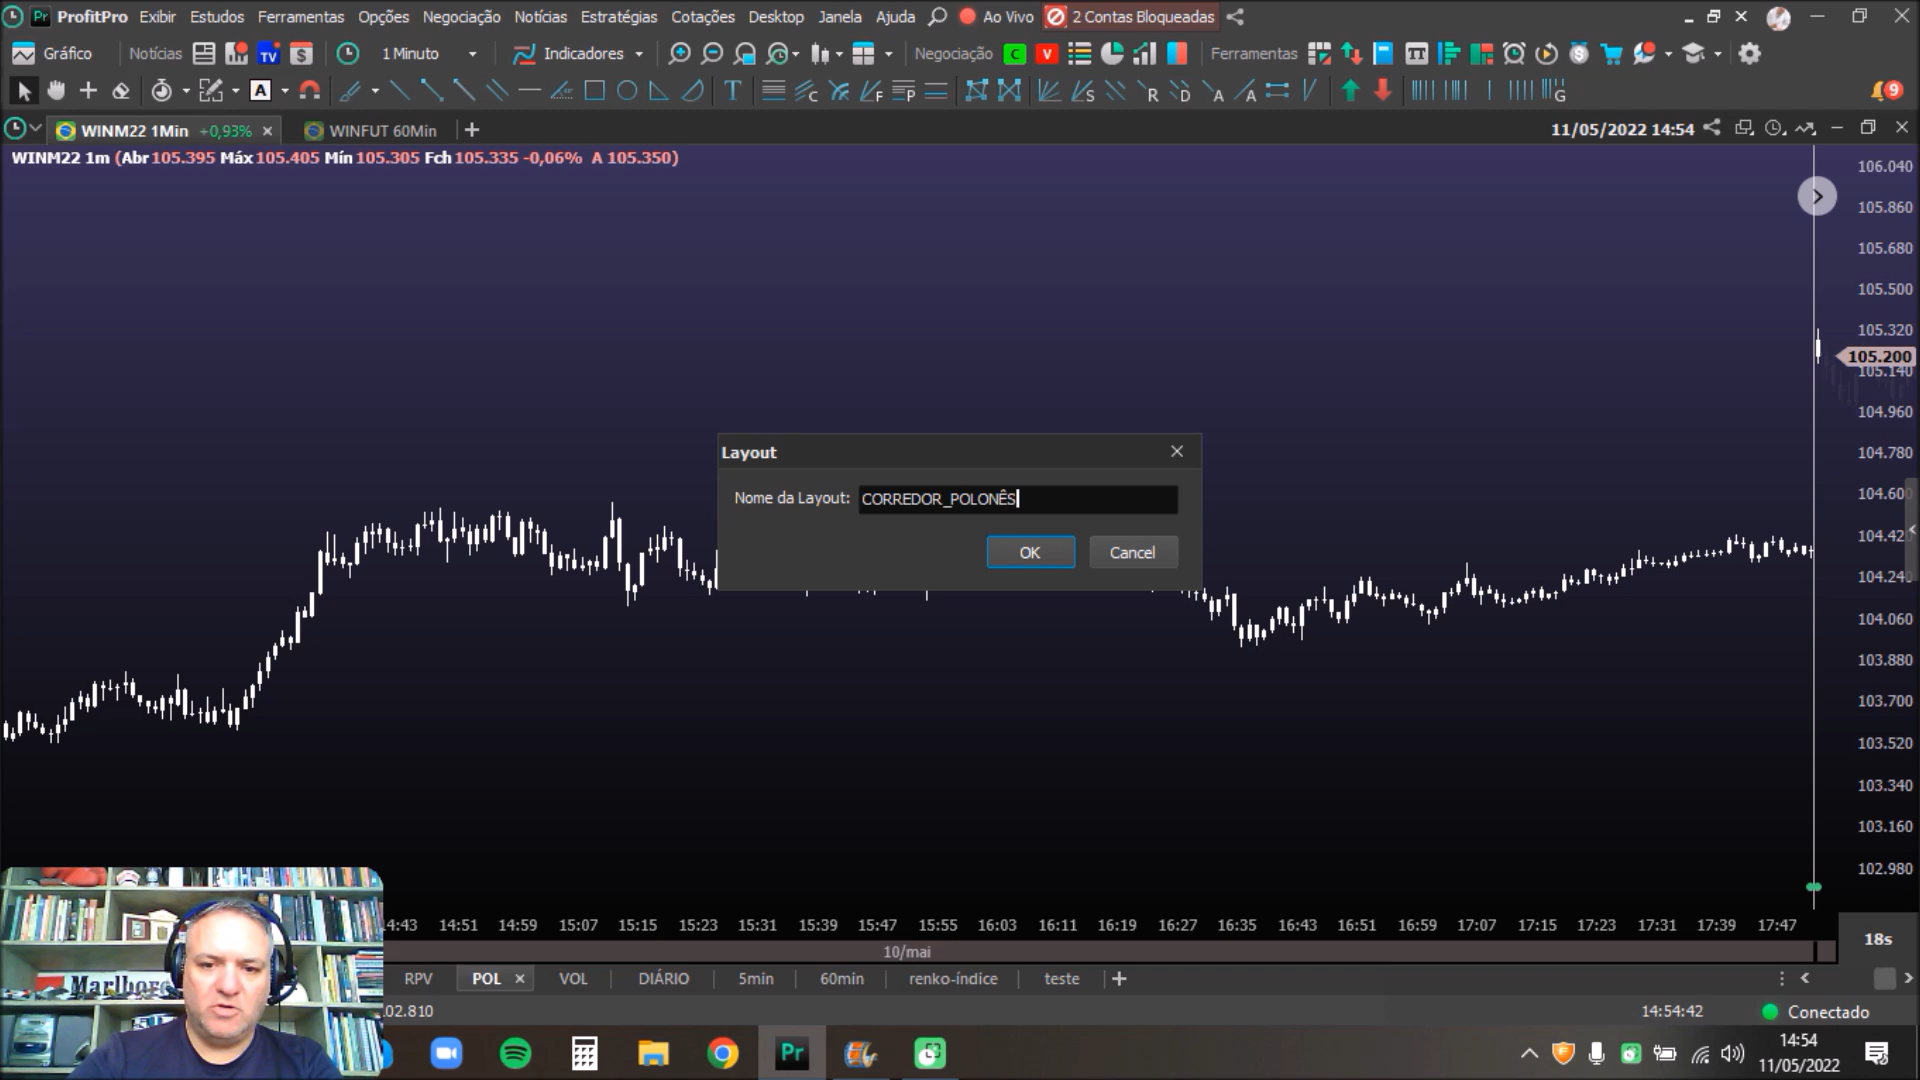 ProfitPro Exibir Estudos Ferramentas Opções Negociação Notícias Estratégias Cotações Desktop Janela Ajuda Ao Vivo 2 Contas Bloqueadas
Gráfico Notícias TV 1 Minuto Indicadores Negociação C V Ferramentas
WINM22 1Min +0,93% WINFUT 60Min 11/05/2022 14:54
WINM22 1m (Abr 105.395 Máx 105.405 Mín 105.305 Fch 105.335 -0,06% A 105.350)
106.040
105.860
105.680
105.500
105.320
105.200
105.140
104.960
104.780
104.600
104.420
104.240
104.060
103.880
103.700
103.520
103.340
103.160
102.980
Layout
Nome da Layout: CORREDOR_POLONÊS
OK Cancel
14:51 14:59 15:07 15:15 15:23 15:31 15:39 15:47 15:55 16:03 16:11 16:19 16:27 16:35 16:43 16:51 16:59 17:07 17:15 17:23 17:31 17:39 17:47
18s
10/mai
RPV POL VOL DIÁRIO 5min 60min renko-índice teste
14:54:42 Conectado
Marlboro
14:54
11/05/2022